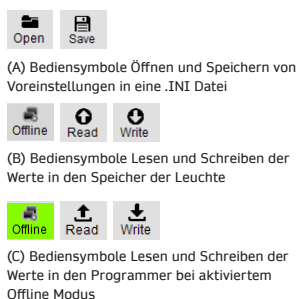 Open Save
(A) Bediensymbole Öffnen und Speichern von
Voreinstellungen in eine .INI Datei
Offline Read Write
(B) Bediensymbole Lesen und Schreiben der
Werte in den Speicher der Leuchte
Offline Read Write
(C) Bediensymbole Lesen und Schreiben der
Werte in den Programmer bei aktiviertem
Offline Modus